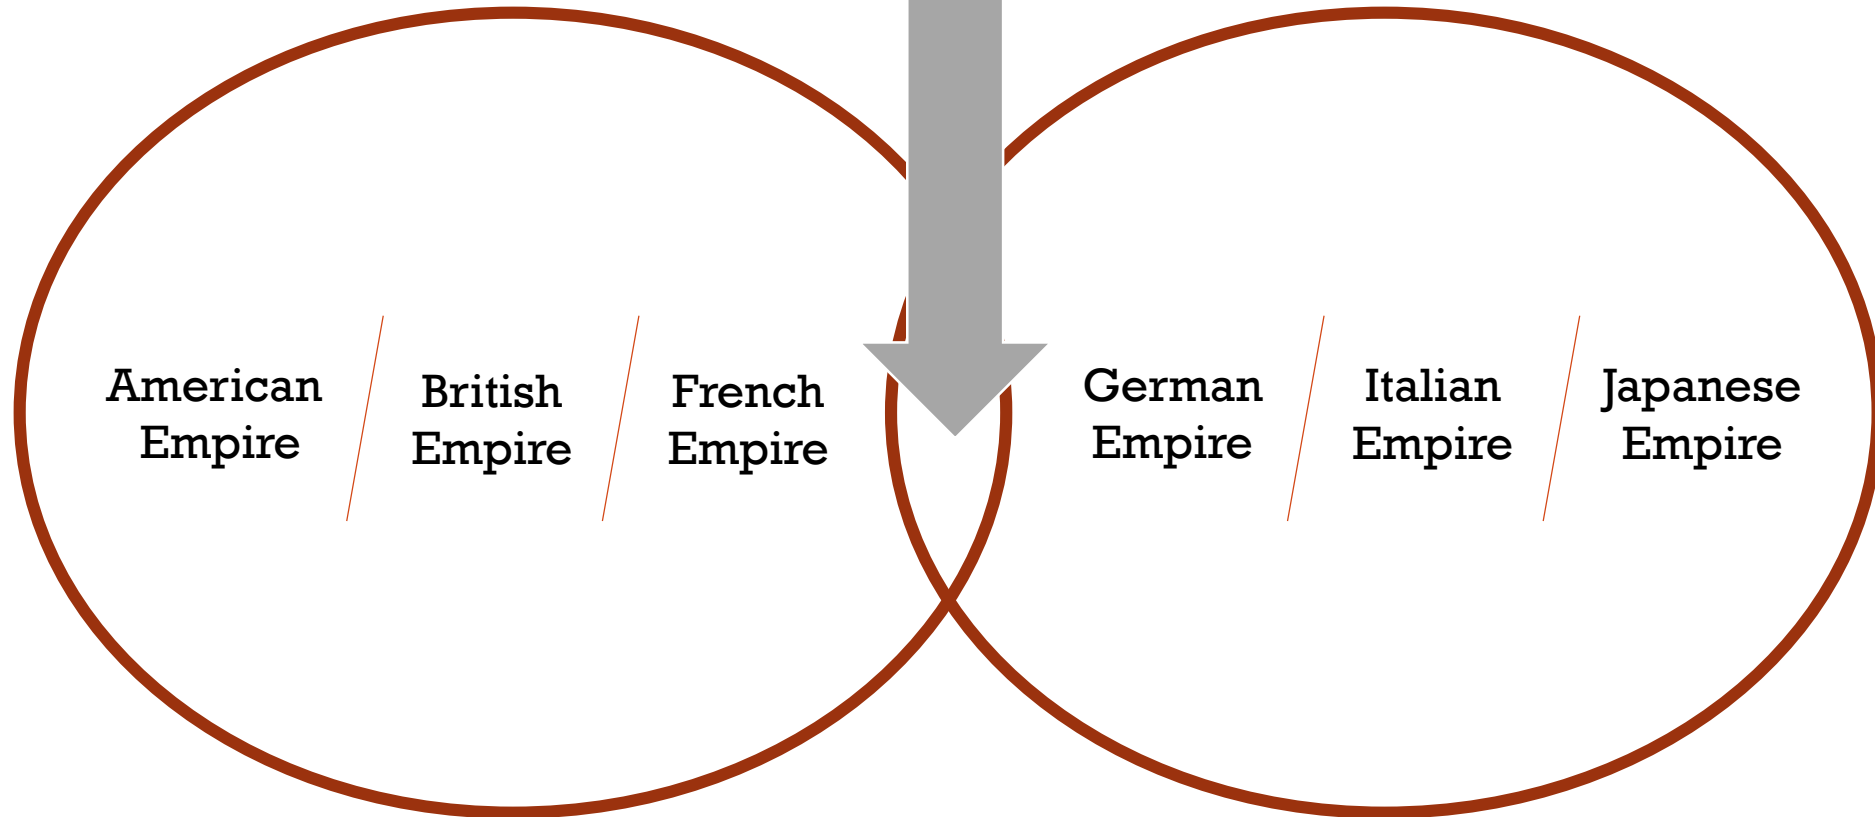 American
Empire
British
Empire
French
Empire
German
Empire
Italian
Empire
Japanese
Empire